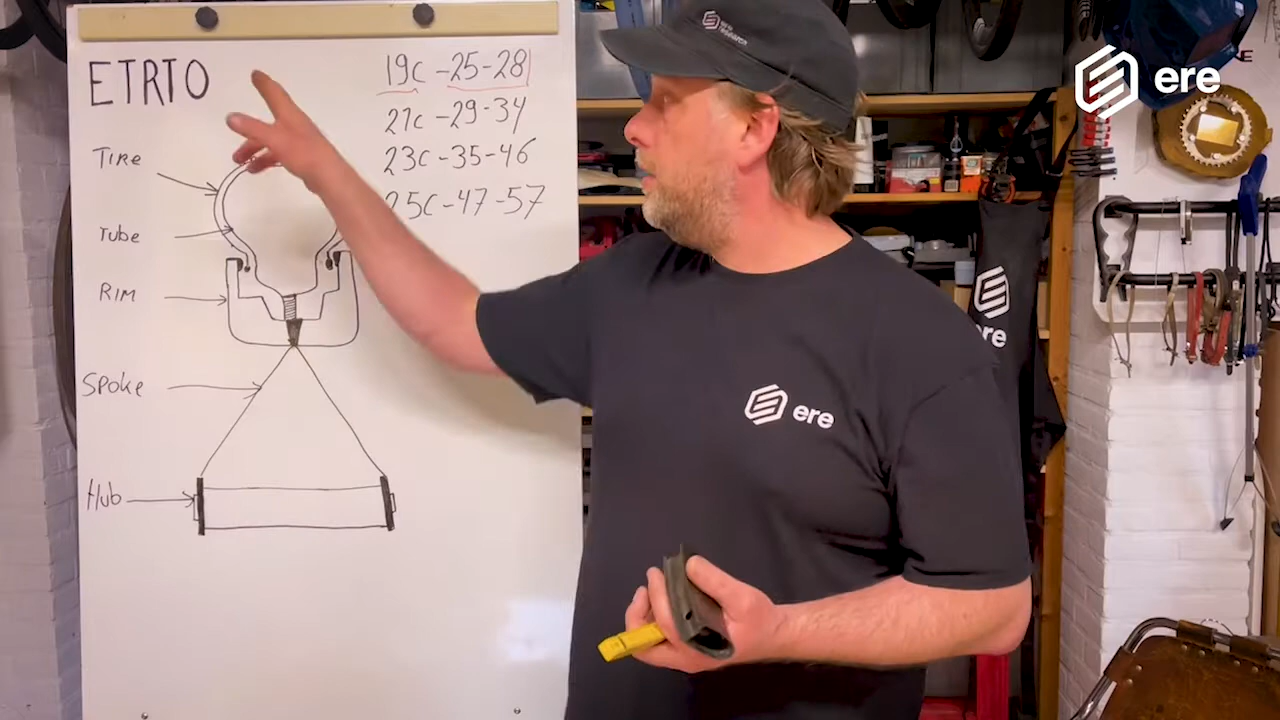 ETRTO
19c - 25 - 28
21c - 29 - 34
23c - 35 - 46
25c - 47 - 57
TIRE
Tube
RIM
Spoke
Hub
ere
ere
ere